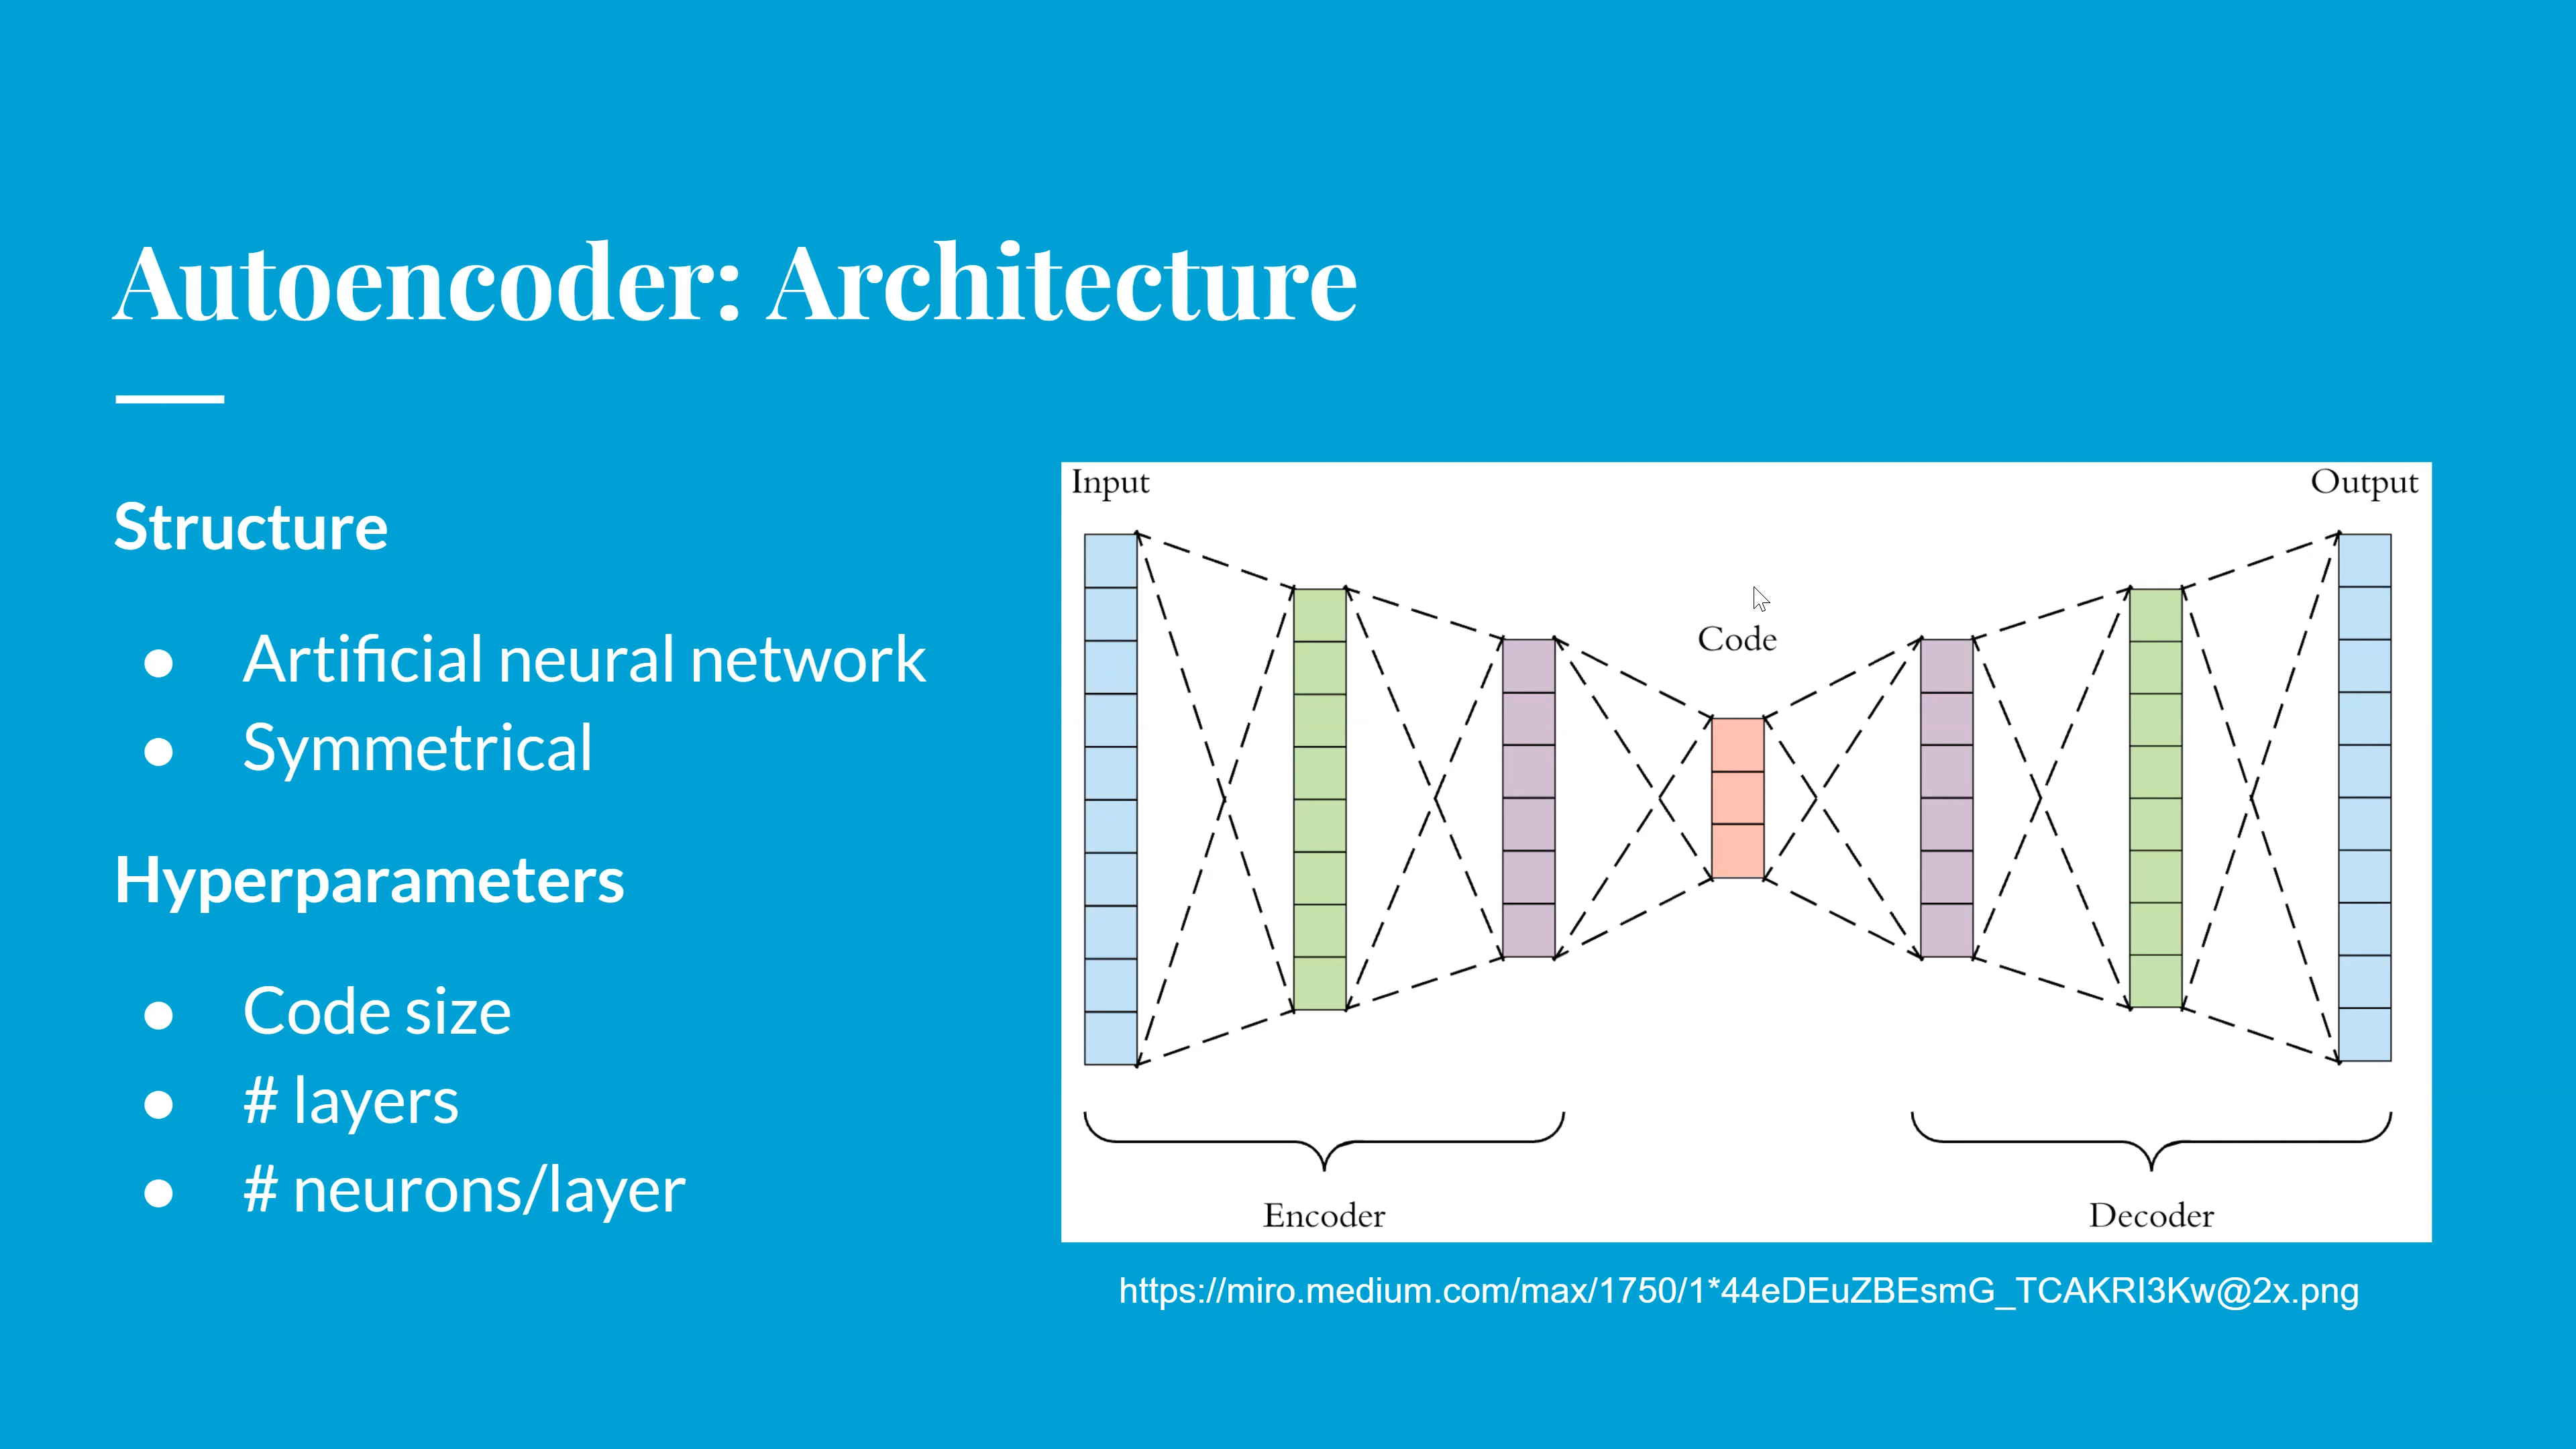 Autoencoder: Architecture
Structure
● Artificial neural network
● Symmetrical
Hyperparameters
● Code size
● # layers
● # neurons/layer
Input
Output
Code
Encoder
Decoder
https://miro.medium.com/max/1750/1*44eDEuZBEsmG_TCAKRI3Kw@2x.png